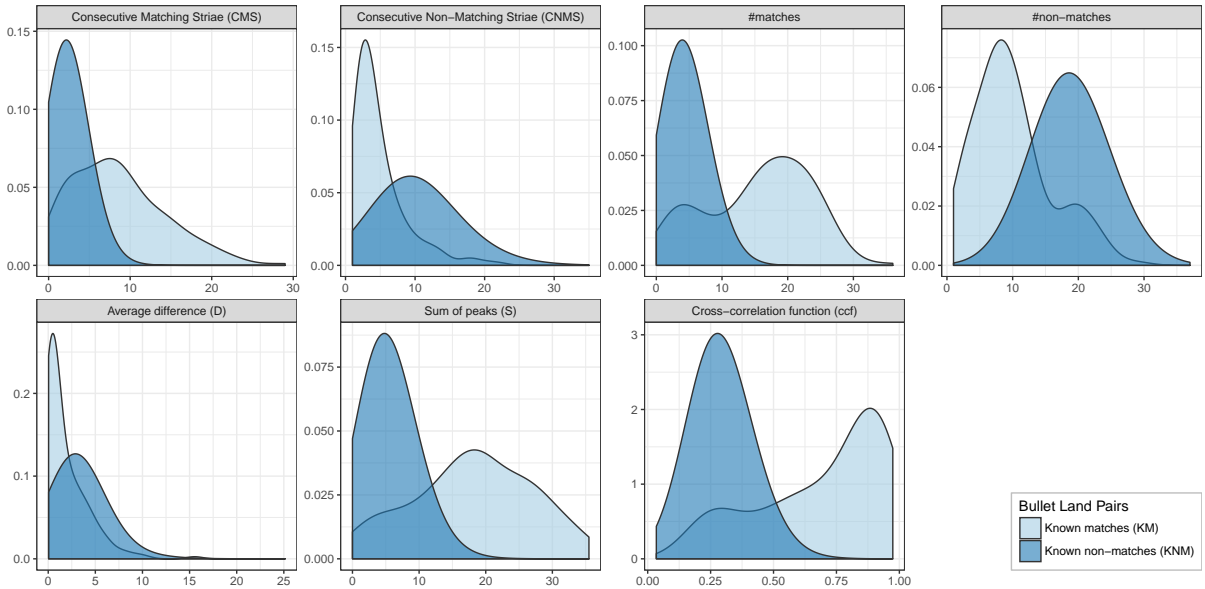 Consecutive Matching Striae (CMS)
Consecutive Non−Matching Striae (CNMS)
#matches
#non−matches
0.15
0.10
0.05
0.00
0 10 20 30
0.15
0.10
0.05
0.00
0 10 20 30
0.100
0.075
0.050
0.025
0.000
0 10 20 30
0.06
0.04
0.02
0.00
10 20 30
Average difference (D)
Sum of peaks (S)
Cross−correlation function (ccf)
0.2
0.1
0.0
0 5 10 15 20 25
0.075
0.050
0.025
0.000
0 10 20 30
3
2
1
0
0.00 0.25 0.50 0.75 1.00
Bullet Land Pairs
Known matches (KM)
Known non−matches (KNM)